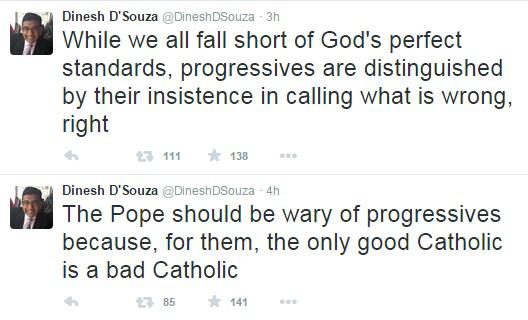 Dinesh D'Souza @DineshDSouza · 3h
While we all fall short of God's perfect
standards, progressives are distinguished
by their insistence in calling what is wrong,
right
111 138
Dinesh D'Souza @DineshDSouza · 4h
The Pope should be wary of progressives
because, for them, the only good Catholic
is a bad Catholic
85 141